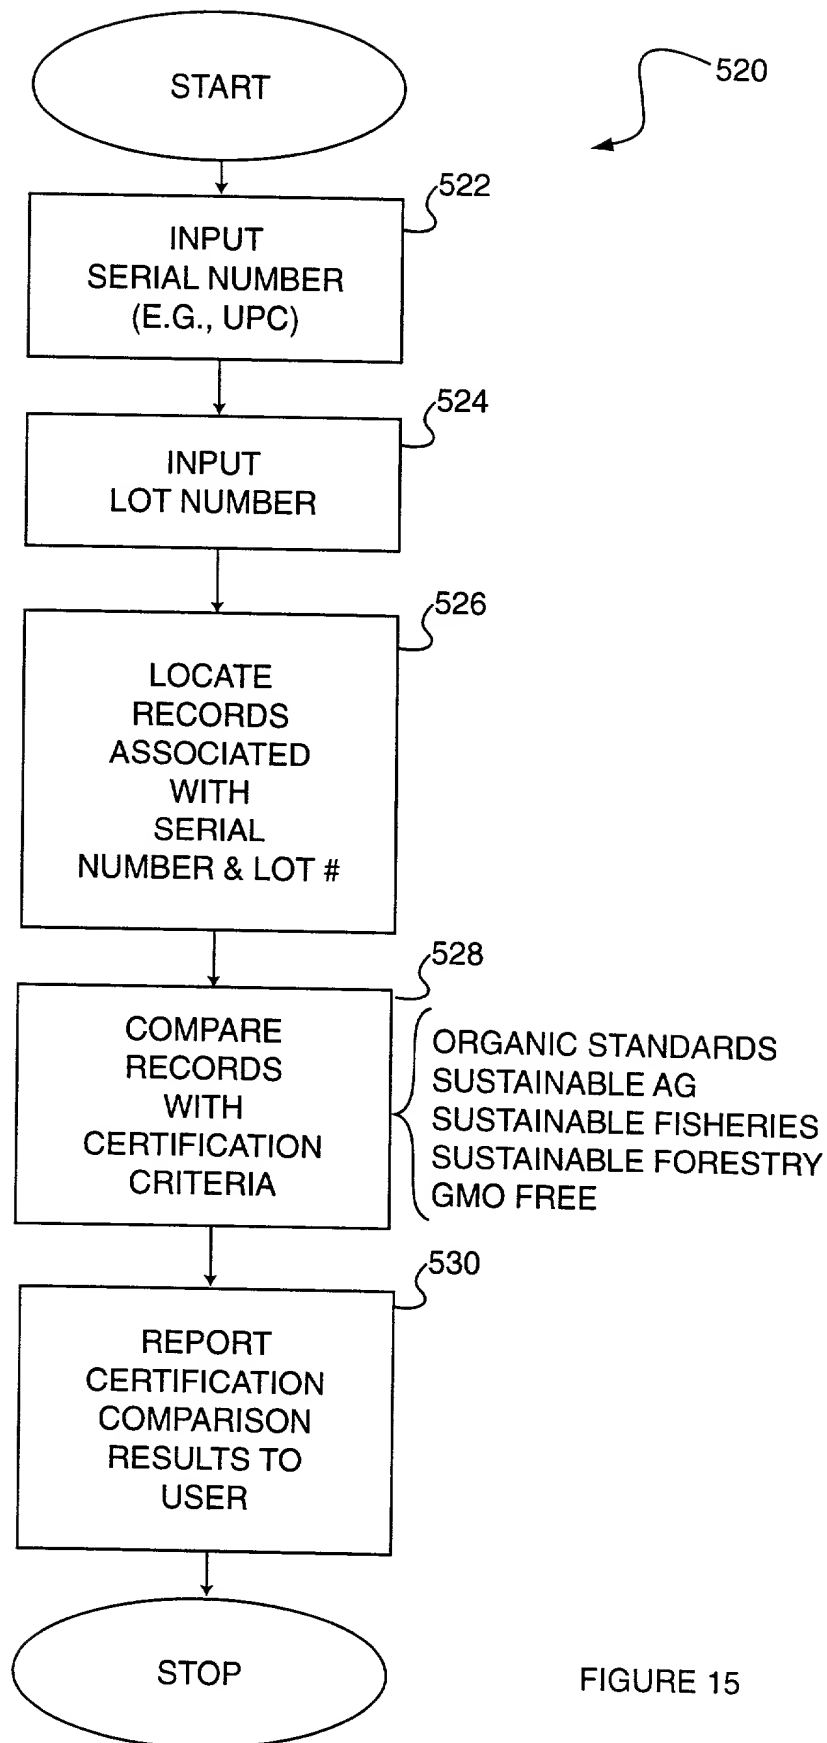 START
520
522
INPUT
SERIAL NUMBER
(E.G., UPC)
524
INPUT
LOT NUMBER
526
LOCATE
RECORDS
ASSOCIATED
WITH
SERIAL
NUMBER & LOT #
528
COMPARE
RECORDS
WITH
CERTIFICATION
CRITERIA
ORGANIC STANDARDS
SUSTAINABLE AG
SUSTAINABLE FISHERIES
SUSTAINABLE FORESTRY
GMO FREE
530
REPORT
CERTIFICATION
COMPARISON
RESULTS TO
USER
STOP
FIGURE 15